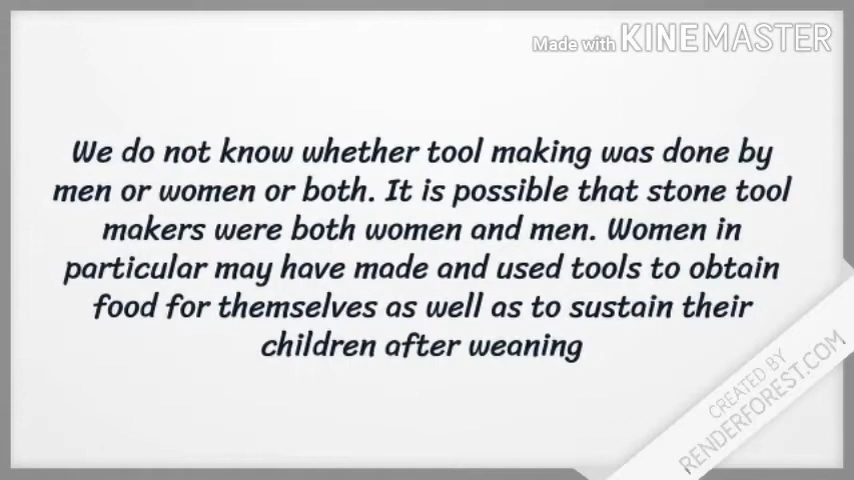 Made with KINEMASTER
We do not know whether tool making was done by
men or women or both. It is possible that stone tool
makers were both women and men. Women in
particular may have made and used tools to obtain
food for themselves as well as to sustain their
children after weaning
CREATED BY
RENDERFOREST.COM